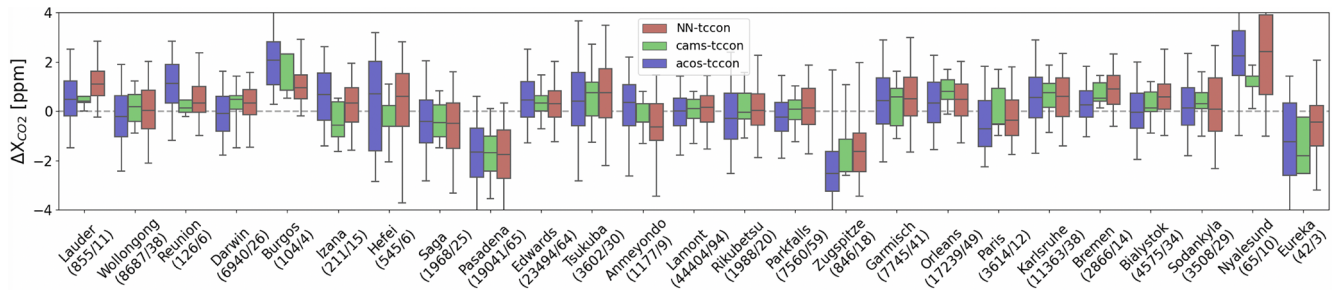 4
2
0
−2
−4
ΔX_CO2 [ppm]
NN-tccon
cams-tccon
acos-tccon
Lauder
(855/11)
Wollongong
(8687/38)
Reunion
(126/6)
Darwin
(6940/26)
Burgos
(104/4)
Izana
(211/15)
Hefei
(545/6)
Saga
(1968/25)
Pasadena
(19041/65)
Edwards
(23494/64)
Tsukuba
(3602/30)
Anmeyondo
(1177/9)
Lamont
(44404/94)
Rikubetsu
(1988/20)
Parkfalls
(7560/59)
Zugspitze
(846/18)
Garmisch
(7745/41)
Orleans
(17239/49)
Paris
(3614/12)
Karlsruhe
(11363/38)
Bremen
(2866/14)
Bialystok
(4575/34)
Sodankyla
(3508/29)
Nyalesund
(65/10)
Eureka
(42/3)